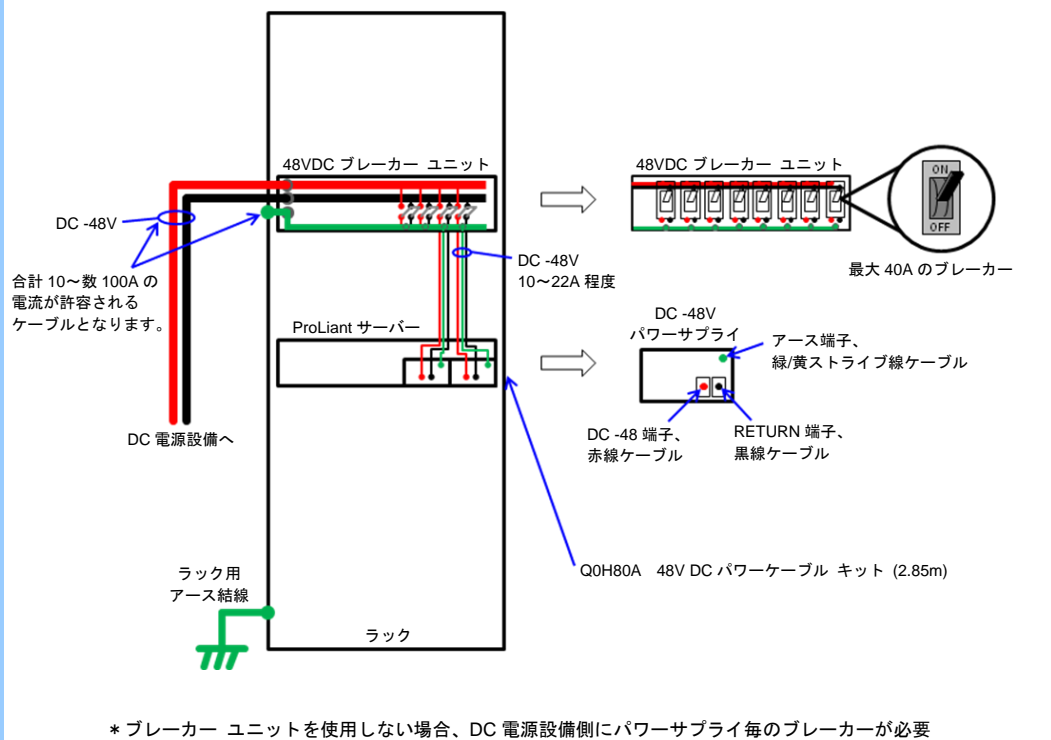 48VDC ブレーカー ユニット
48VDC ブレーカー ユニット
ON
OFF
DC -48V
DC -48V
10～22A 程度
最大 40A のブレーカー
合計 10～数 100A の
電流が許容される
ケーブルとなります。
ProLiant サーバー
DC -48V
パワーサプライ
アース端子、
緑/黄ストライプ線ケーブル
DC 電源設備へ
DC -48 端子、
赤線ケーブル
RETURN 端子、
黒線ケーブル
Q0H80A 48V DC パワーケーブル キット (2.85m)
ラック用
アース結線
ラック
* ブレーカー ユニットを使用しない場合、DC 電源設備側にパワーサプライ毎のブレーカーが必要